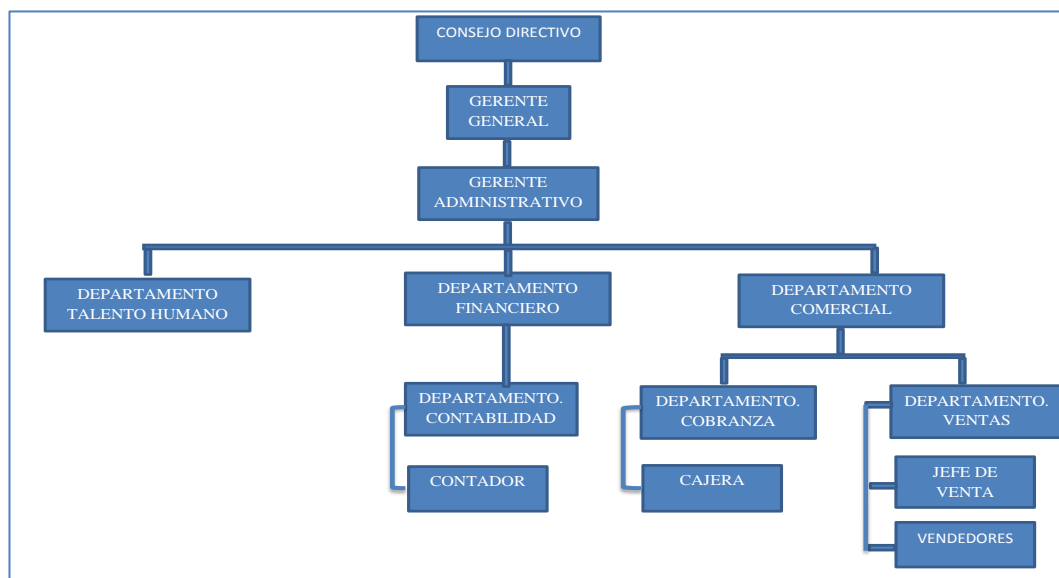 CONSEJO DIRECTIVO
GERENTE
GENERAL
GERENTE
ADMINISTRATIVO
DEPARTAMENTO
TALENTO HUMANO
DEPARTAMENTO
FINANCIERO
DEPARTAMENTO
COMERCIAL
DEPARTAMENTO.
CONTABILIDAD
DEPARTAMENTO.
COBRANZA
DEPARTAMENTO.
VENTAS
CONTADOR
CAJERA
JEFE DE
VENTA
VENDEDORES